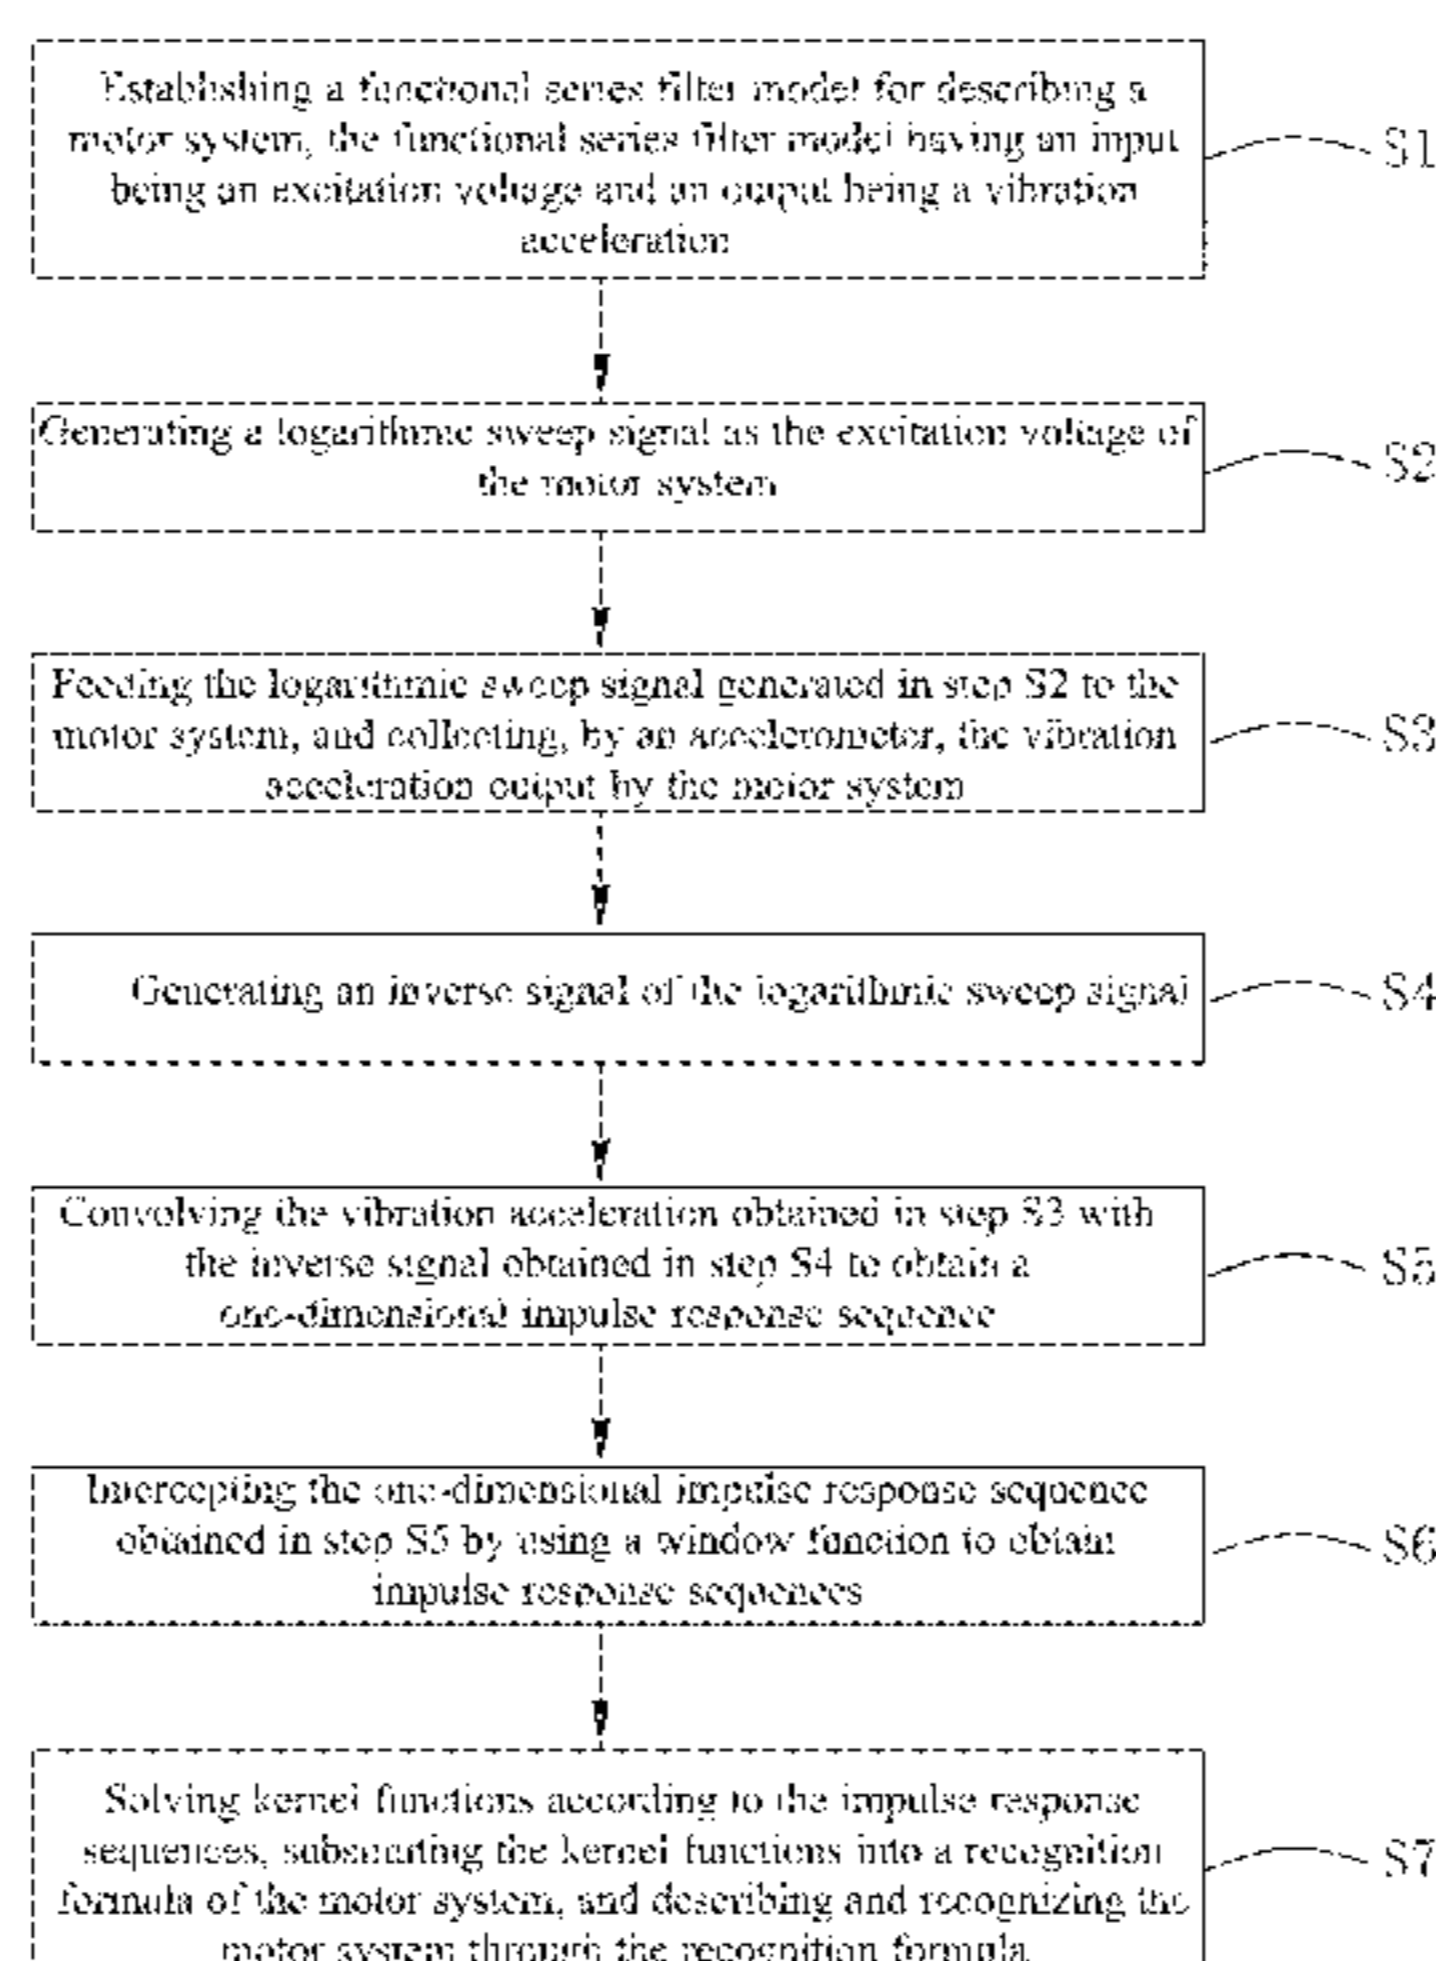 Establishing a functional series filter model for describing a
motor system, the functional series filter model having an input
being an excitation voltage and an output being a vibration
acceleration
S1
Generating a logarithmic sweep signal as the excitation voltage of
the motor system
S2
Feeding the logarithmic sweep signal generated in step S2 to the
motor system, and collecting, by an accelerometer, the vibration
acceleration output by the motor system
S3
Generating an inverse signal of the logarithmic sweep signal
S4
Convolving the vibration acceleration obtained in step S3 with
the inverse signal obtained in step S4 to obtain a
one-dimensional impulse response sequence
S5
Intercepting the one-dimensional impulse response sequence
obtained in step S5 by using a window function to obtain
impulse response sequences
S6
Solving kernel functions according to the impulse response
sequences, substituting the kernel functions into a recognition
formula of the motor system, and describing and recognizing the
motor system through the recognition formula
S7